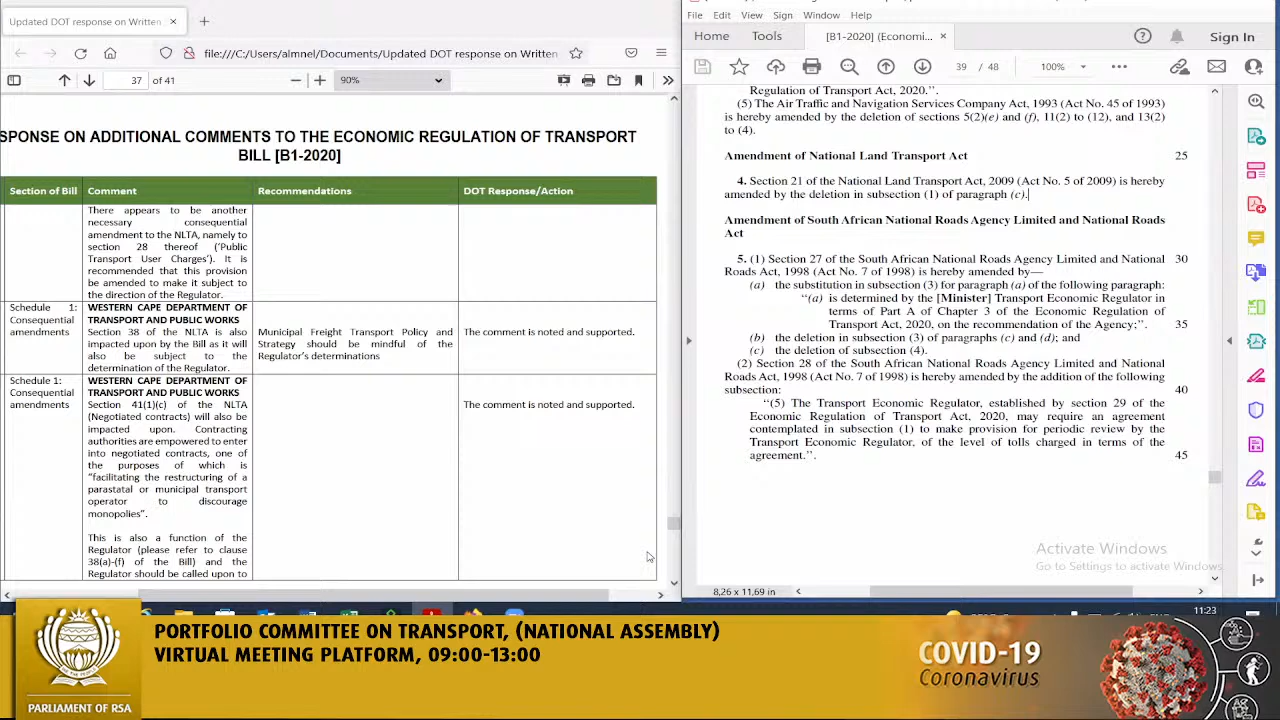 Updated DOT response on Written
file:///C:/Users/almnel/Documents/Updated DOT response on Written
37 of 41
90%
SPONSE ON ADDITIONAL COMMENTS TO THE ECONOMIC REGULATION OF TRANSPORT
BILL [B1-2020]
Section of Bill
Comment
Recommendations
DOT Response/Action
There appears to be another
necessary consequential
amendment to the NLTA, namely to
section 28 thereof ('Public
Transport User Charges'). It is
recommended that this provision
be amended to make it subject to
the direction of the Regulator.
Schedule 1:
Consequential
amendments
WESTERN CAPE DEPARTMENT OF
TRANSPORT AND PUBLIC WORKS
Section 38 of the NLTA is also
impacted upon by the Bill as it will
also be subject to the
determination of the Regulator.
Municipal Freight Transport Policy and
Strategy should be mindful of the
Regulator's determinations
The comment is noted and supported.
Schedule 1:
Consequential
amendments
WESTERN CAPE DEPARTMENT OF
TRANSPORT AND PUBLIC WORKS
Section 41(1)(c) of the NLTA
(Negotiated contracts) will also be
impacted upon. Contracting
authorities are empowered to enter
into negotiated contracts, one of
the purposes of which is
"facilitating the restructuring of a
parastatal or municipal transport
operator to discourage
monopolies".
This is also a function of the
Regulator (please refer to clause
38(a)-(f) of the Bill) and the
Regulator should be called upon to
The comment is noted and supported.
File Edit View Sign Window Help
Home Tools [B1-2020] (Economi... Sign In
39 / 48 100%
Regulation of Transport Act, 2020.''.
(5) The Air Traffic and Navigation Services Company Act, 1993 (Act No. 45 of 1993)
is hereby amended by the deletion of sections 5(2)(e) and (f), 11(2) to (12), and 13(2)
to (4).
Amendment of National Land Transport Act 25
4. Section 21 of the National Land Transport Act, 2009 (Act No. 5 of 2009) is hereby
amended by the deletion in subsection (1) of paragraph (c).
Amendment of South African National Roads Agency Limited and National Roads
Act
5. (1) Section 27 of the South African National Roads Agency Limited and National 30
Roads Act, 1998 (Act No. 7 of 1998) is hereby amended by—
(a) the substitution in subsection (3) for paragraph (a) of the following paragraph:
''(a) is determined by the [Minister] Transport Economic Regulator in
terms of Part A of Chapter 3 of the Economic Regulation of
Transport Act, 2020, on the recommendation of the Agency;''. 35
(b) the deletion in subsection (3) of paragraphs (c) and (d); and
(c) the deletion of subsection (4).
(2) Section 28 of the South African National Roads Agency Limited and National
Roads Act, 1998 (Act No. 7 of 1998) is hereby amended by the addition of the following
subsection: 40
''(5) The Transport Economic Regulator, established by section 29 of the
Economic Regulation of Transport Act, 2020, may require an agreement
contemplated in subsection (1) to make provision for periodic review by the
Transport Economic Regulator, of the level of tolls charged in terms of the
agreement.''. 45
Activate Windows
Go to Settings to activate Windows
8,26 x 11,69 in
11:23
PORTFOLIO COMMITTEE ON TRANSPORT, (NATIONAL ASSEMBLY)
VIRTUAL MEETING PLATFORM, 09:00-13:00
PARLIAMENT OF RSA
COVID-19
Coronavirus